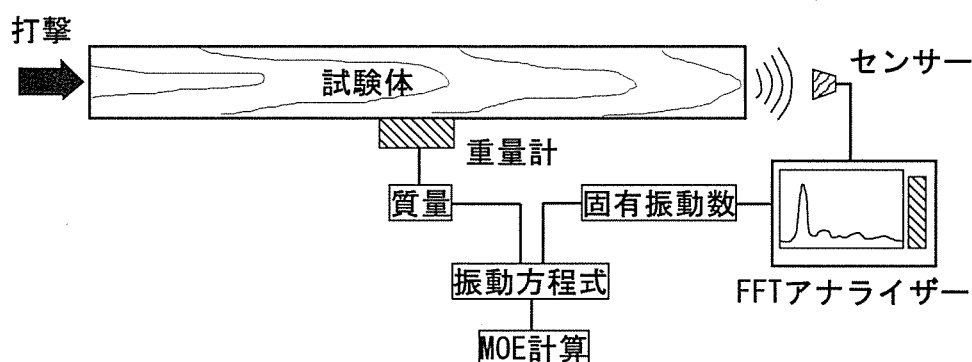 打撃
試験体
センサー
重量計
質量
固有振動数
振動方程式
FFTアナライザー
MOE計算